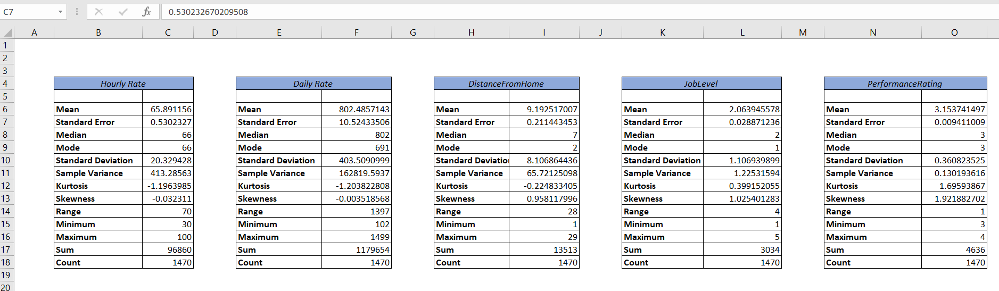 C7 fx 0.530232670209508
A B C D E F G H I J K L M N O
1
2
3
4 Hourly Rate Daily Rate DistanceFromHome JobLevel PerformanceRating
5
6 Mean 65.891156 Mean 802.4857143 Mean 9.192517007 Mean 2.063945578 Mean 3.153741497
7 Standard Error 0.5302327 Standard Error 10.52433506 Standard Error 0.211443453 Standard Error 0.028871236 Standard Error 0.009411009
8 Median 66 Median 802 Median 7 Median 2 Median 3
9 Mode 66 Mode 691 Mode 2 Mode 1 Mode 3
10 Standard Deviation 20.329428 Standard Deviation 403.5090999 Standard Deviatio 8.106864436 Standard Deviation 1.106939899 Standard Deviation 0.360823525
11 Sample Variance 413.28563 Sample Variance 162819.5937 Sample Variance 65.72125098 Sample Variance 1.22531594 Sample Variance 0.130193616
12 Kurtosis -1.1963985 Kurtosis -1.203822808 Kurtosis -0.224833405 Kurtosis 0.399152055 Kurtosis 1.69593867
13 Skewness -0.032311 Skewness -0.003518568 Skewness 0.958117996 Skewness 1.025401283 Skewness 1.921882702
14 Range 70 Range 1397 Range 28 Range 4 Range 1
15 Minimum 30 Minimum 102 Minimum 1 Minimum 1 Minimum 3
16 Maximum 100 Maximum 1499 Maximum 29 Maximum 5 Maximum 4
17 Sum 96860 Sum 1179654 Sum 13513 Sum 3034 Sum 4636
18 Count 1470 Count 1470 Count 1470 Count 1470 Count 1470
19
20